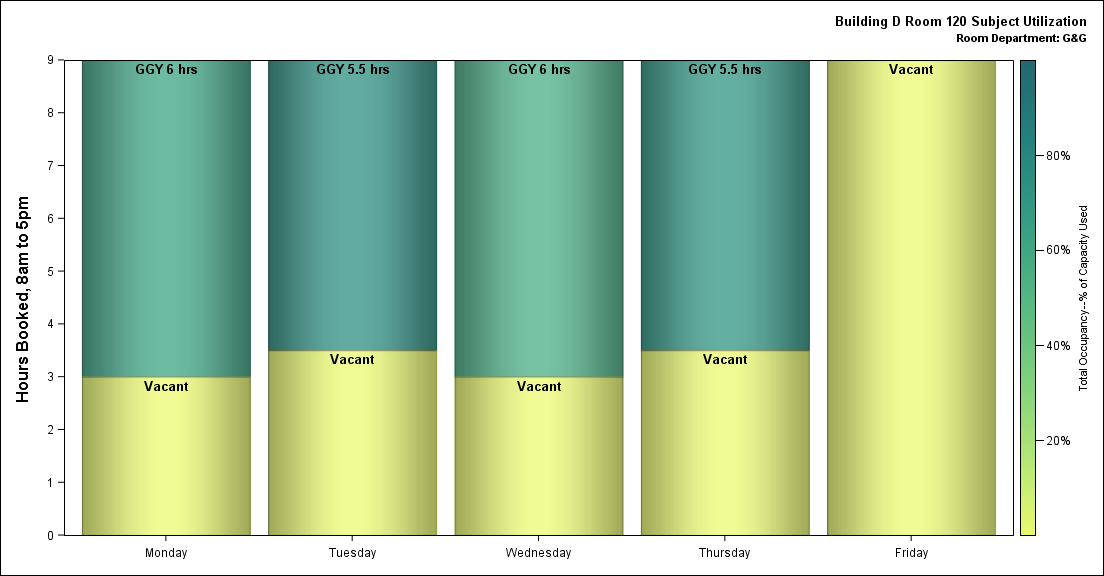 Building D Room 120 Subject Utilization
Room Department: G&G
Hours Booked, 8am to 5pm
9
8
7
6
5
4
3
2
1
0
GGY 6 hrs
GGY 5.5 hrs
GGY 6 hrs
GGY 5.5 hrs
Vacant
Vacant
Vacant
Vacant
Vacant
Monday
Tuesday
Wednesday
Thursday
Friday
80%
60%
40%
20%
Total Occupancy--% of Capacity Used